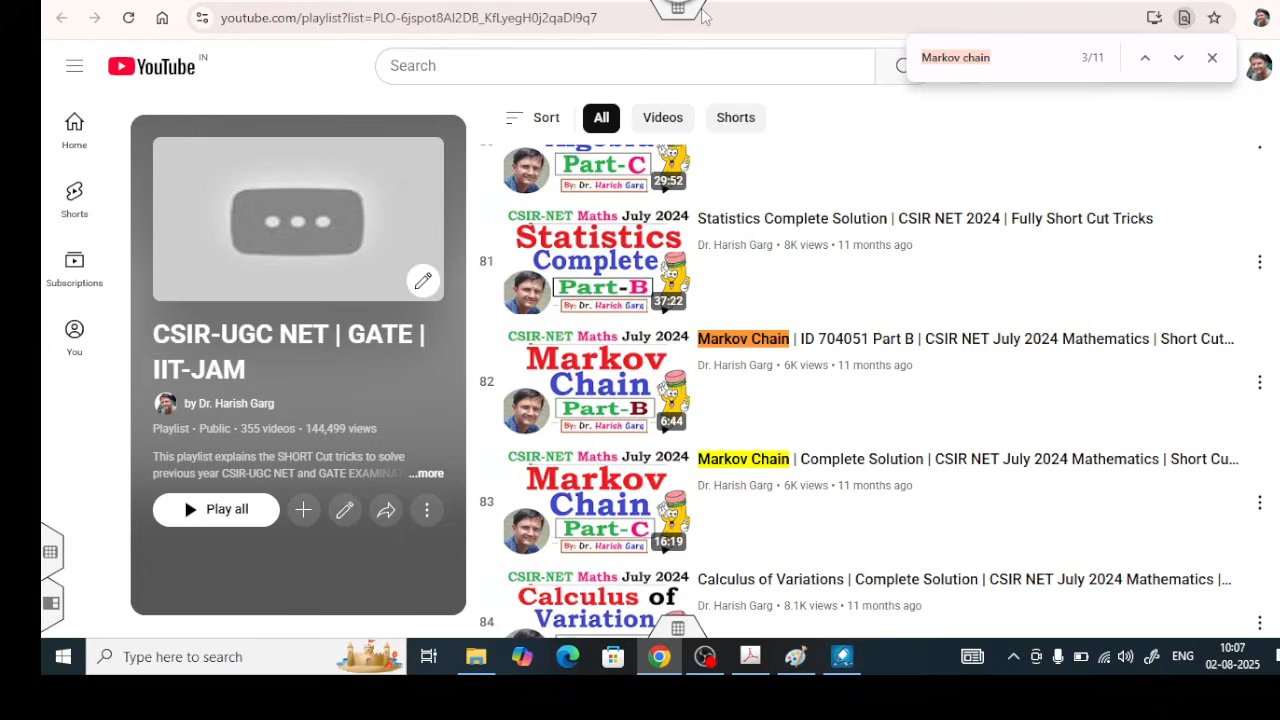 youtube.com/playlist?list=PLO-6jspot8Al2DB_KfLyegH0j2qaDl9q7
Markov chain
3/11
YouTube IN
Search
Home
Shorts
Subscriptions
You
CSIR-UGC NET | GATE |
IIT-JAM
by Dr. Harish Garg
Playlist • Public • 355 videos • 144,499 views
This playlist explains the SHORT Cut tricks to solve
previous year CSIR-UGC NET and GATE EXAMINAT ...more
Play all
Sort
All
Videos
Shorts
Part-C
By: Dr. Harish Garg
29:52
81
CSIR-NET Maths July 2024
Statistics
Complete
Part-B
By: Dr. Harish Garg
37:22
Statistics Complete Solution | CSIR NET 2024 | Fully Short Cut Tricks
Dr. Harish Garg • 8K views • 11 months ago
82
CSIR-NET Maths July 2024
Markov
Chain
Part-B
By: Dr. Harish Garg
6:44
Markov Chain | ID 704051 Part B | CSIR NET July 2024 Mathematics | Short Cut...
Dr. Harish Garg • 6K views • 11 months ago
83
CSIR-NET Maths July 2024
Markov
Chain
Part-C
By: Dr. Harish Garg
16:19
Markov Chain | Complete Solution | CSIR NET July 2024 Mathematics | Short Cu...
Dr. Harish Garg • 6K views • 11 months ago
84
CSIR-NET Maths July 2024
Calculus of
Variation
Calculus of Variations | Complete Solution | CSIR NET July 2024 Mathematics |...
Dr. Harish Garg • 8.1K views • 11 months ago
Type here to search
ENG
10:07
02-08-2025